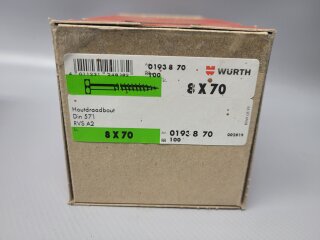 0193 8 70
100
WÜRTH
8 X 70
Houtdraadbout
Din 571
RVS A2
8 X 70
0193 8 70
100